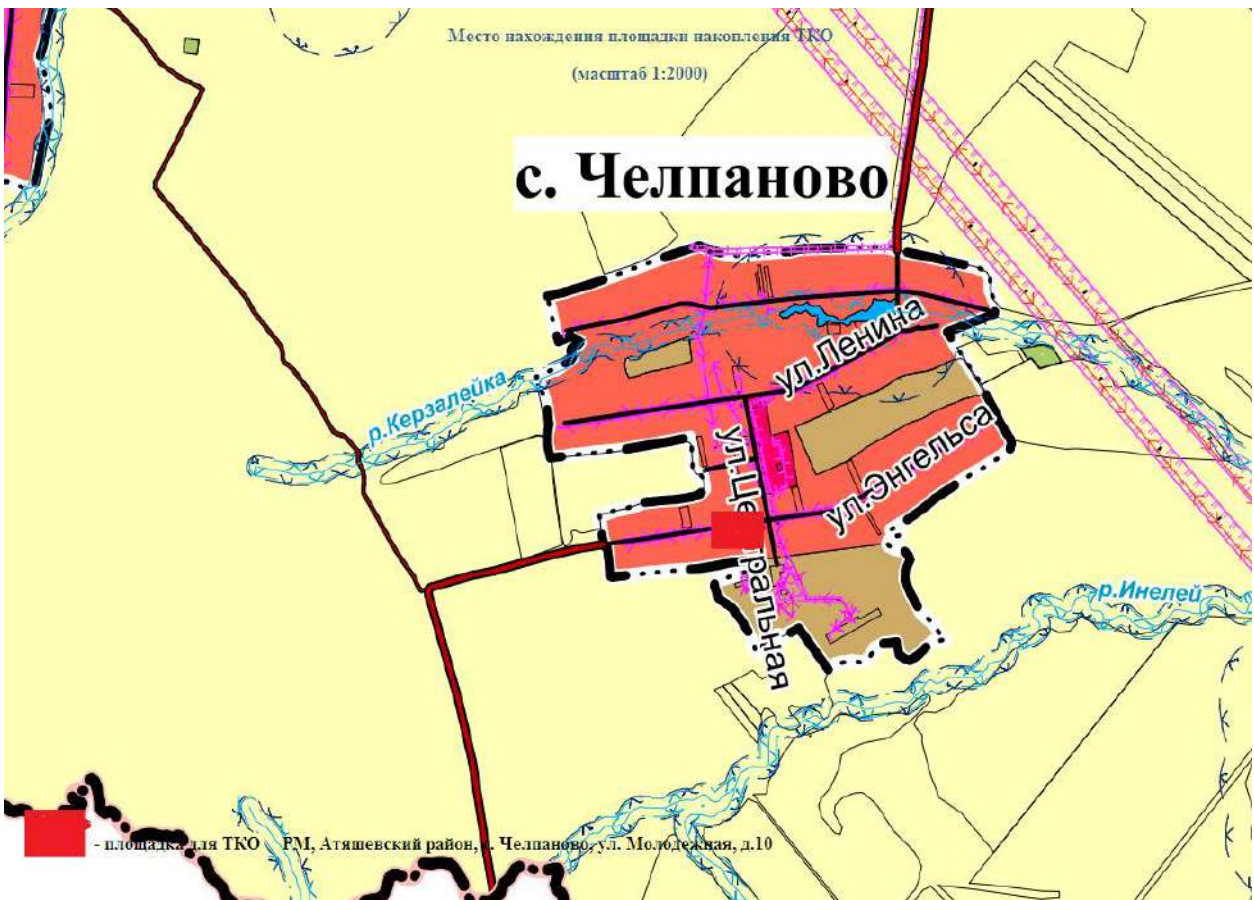 Место нахождения площадки накопления ТКО
(масштаб 1:2000)
с. Челпаново
ул.Ленина
р.Керзалейка
ул.Энгельса
ул.Центральная
р.Инелей
- площадка для ТКО РМ, Атяшевский район, с. Челпаново, ул. Молодежная, д.10